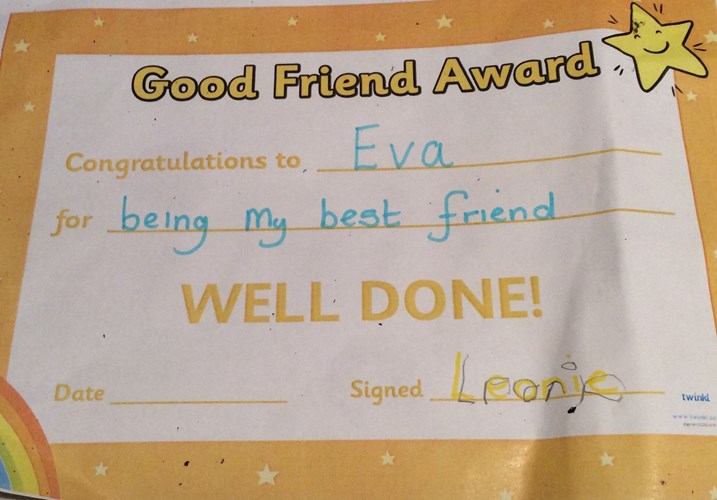 Good Friend Award
Congratulations to Eva
for being my best friend
WELL DONE!
Date Signed Leonie
twinkl